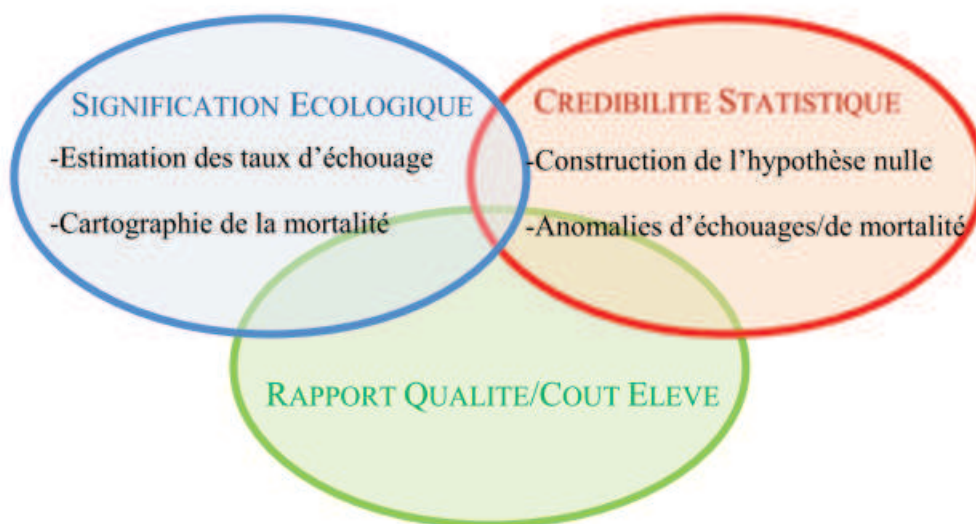 SIGNIFICATION ECOLOGIQUE
-Estimation des taux d'échouage
-Cartographie de la mortalité
CREDIBILITE STATISTIQUE
-Construction de l'hypothèse nulle
-Anomalies d'échouages/de mortalité
RAPPORT QUALITE/COUT ELEVE